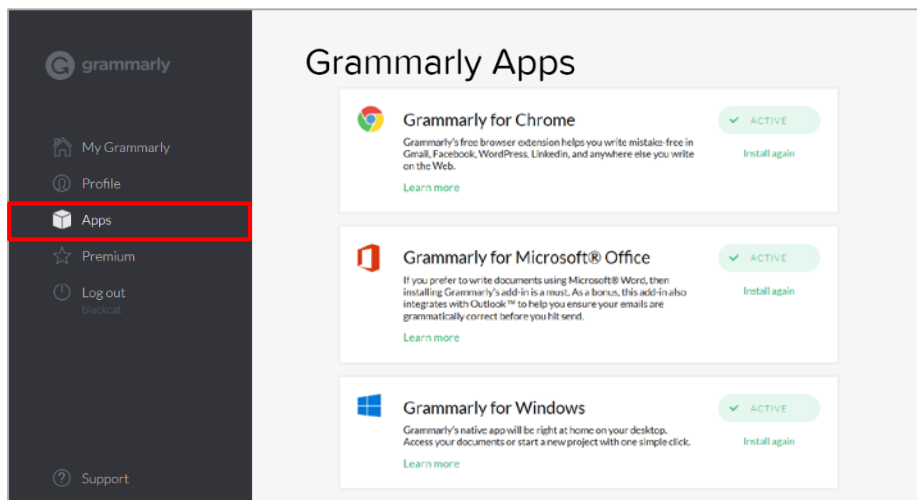 grammarly
My Grammarly
Profile
Apps
Premium
Log out
blackcat
Support
Grammarly Apps
Grammarly for Chrome
Grammarly's free browser extension helps you write mistake-free in
Gmail, Facebook, WordPress, Linkedin, and anywhere else you write
on the Web.
Learn more
ACTIVE
Install again
Grammarly for Microsoft® Office
If you prefer to write documents using Microsoft® Word, then
installing Grammarly's add-in is a must. As a bonus, this add-in also
integrates with Outlook™ to help you ensure your emails are
grammatically correct before you hit send.
Learn more
ACTIVE
Install again
Grammarly for Windows
Grammarly's native app will be right at home on your desktop.
Access your documents or start a new project with one simple click.
Learn more
ACTIVE
Install again